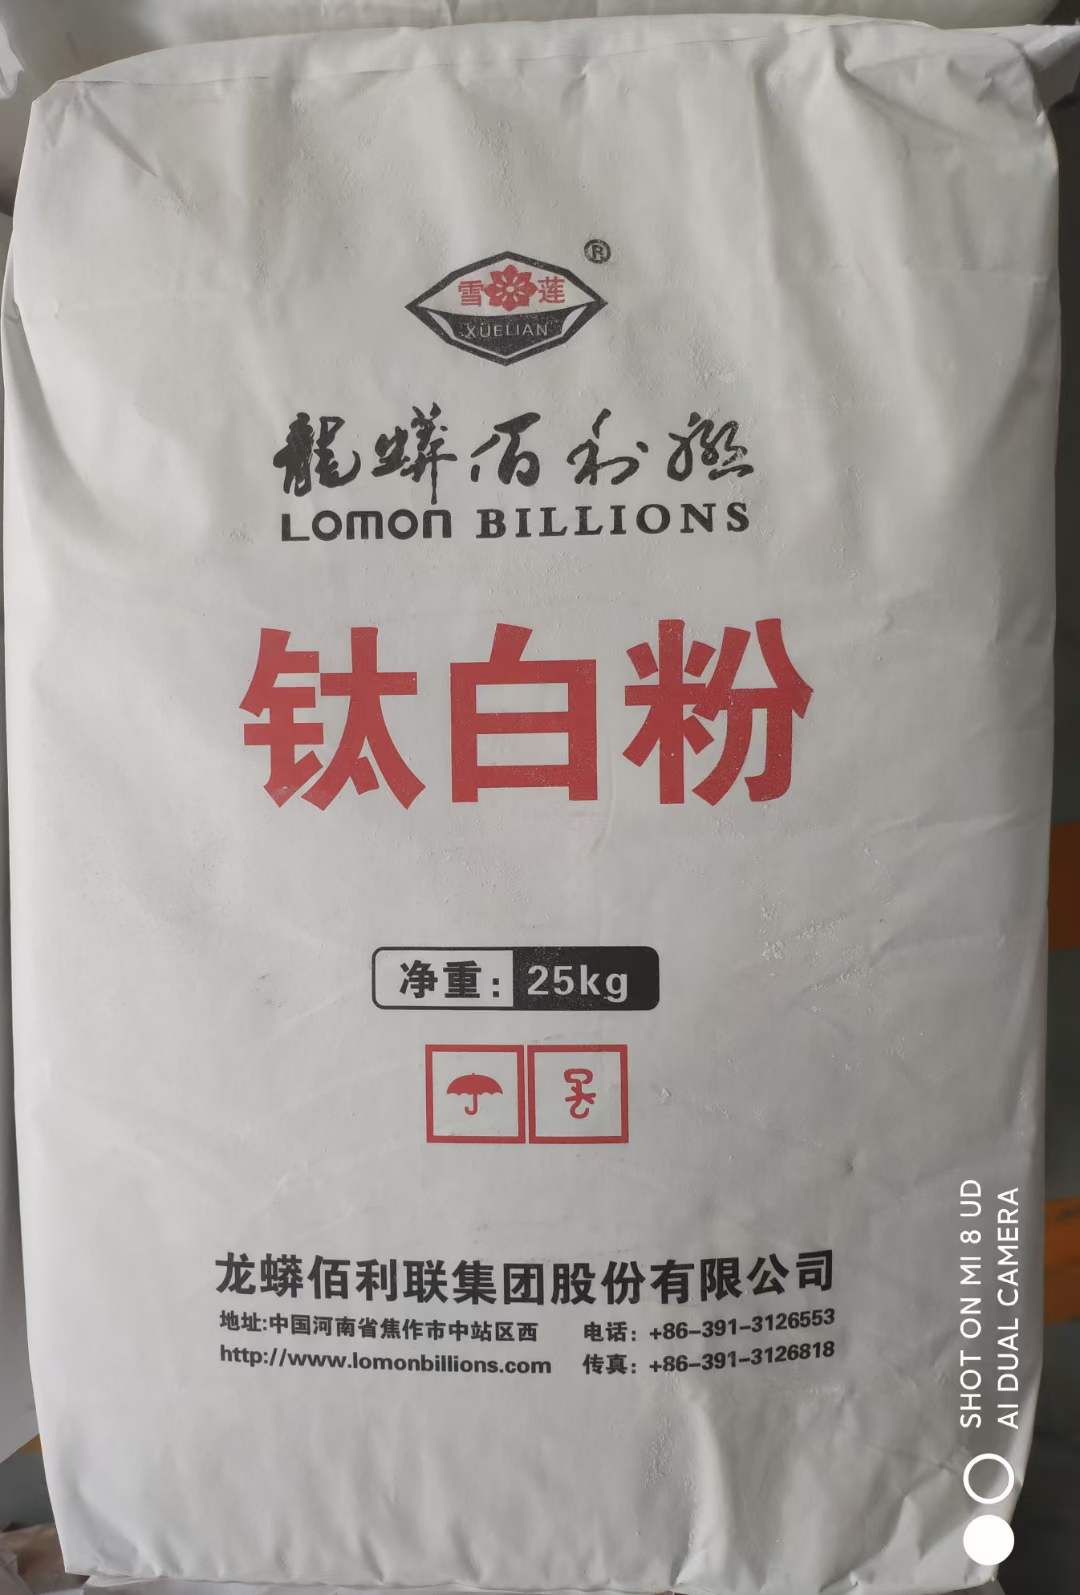 雪莲
XUELIAN
®
龍蟒佰利聯
LOMON BILLIONS
钛白粉
净重：25kg
龙蟒佰利联集团股份有限公司
地址:中国河南省焦作市中站区西 电话：+86-391-3126553
http://www.lomonbillions.com 传真：+86-391-3126818
SHOT ON MI 8 UD
AI DUAL CAMERA